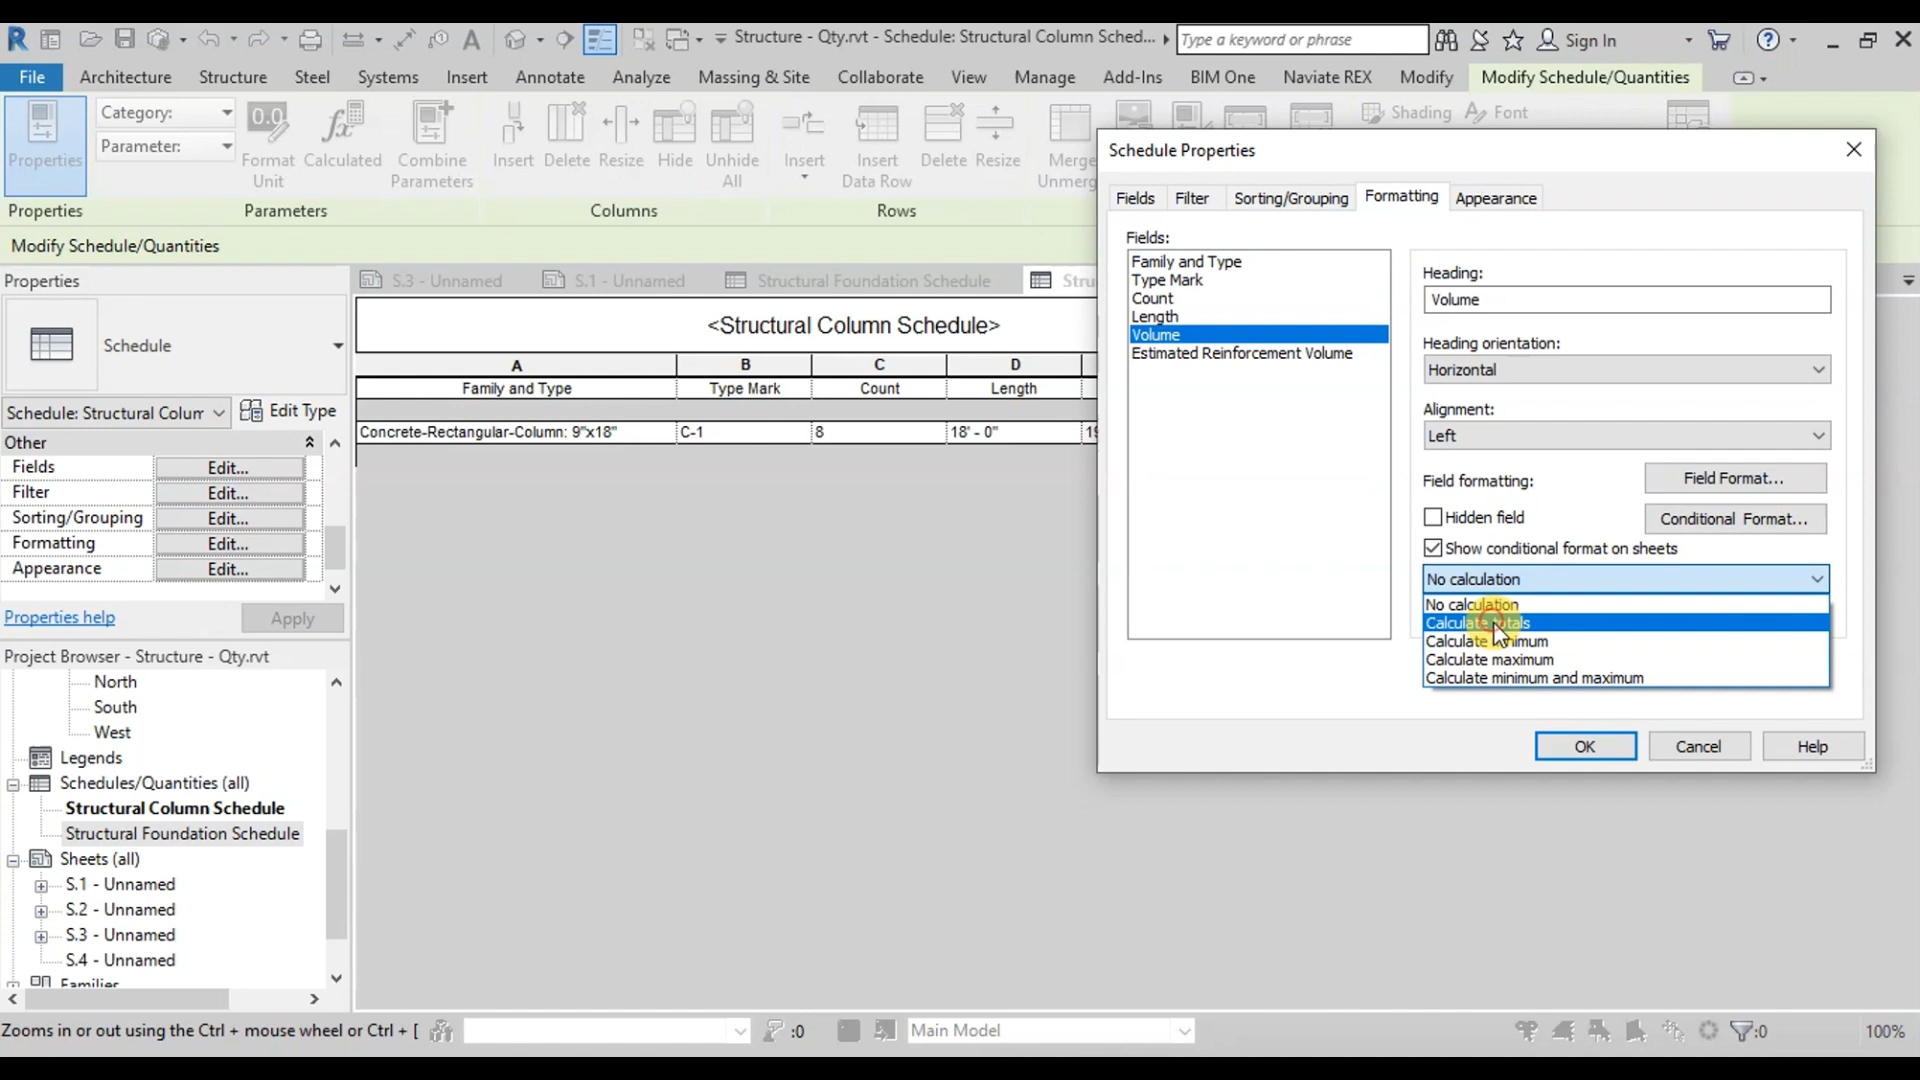 Structure - Qty.rvt - Schedule: Structural Column Sched...
Type a keyword or phrase
Sign In
File
Architecture
Structure
Steel
Systems
Insert
Annotate
Analyze
Massing & Site
Collaborate
View
Manage
Add-Ins
BIM One
Naviate REX
Modify
Modify Schedule/Quantities
Properties
Category:
Parameter:
0.0
Format
Unit
fx
Calculated
Combine
Parameters
Insert
Delete
Resize
Hide
Unhide
All
Insert
Insert
Data Row
Delete
Resize
Merge
Unmerg
Shading
Font
Properties
Parameters
Columns
Rows
Modify Schedule/Quantities
Properties
Schedule
Schedule: Structural Colum
Edit Type
Other
Fields
Edit...
Filter
Edit...
Sorting/Grouping
Edit...
Formatting
Edit...
Appearance
Edit...
Properties help
Apply
Project Browser - Structure - Qty.rvt
North
South
West
Legends
Schedules/Quantities (all)
Structural Column Schedule
Structural Foundation Schedule
Sheets (all)
S.1 - Unnamed
S.2 - Unnamed
S.3 - Unnamed
S.4 - Unnamed
Families
S.3 - Unnamed
S.1 - Unnamed
Structural Foundation Schedule
Stru
<Structural Column Schedule>
A
B
C
D
Family and Type
Type Mark
Count
Length
Concrete-Rectangular-Column: 9"x18"
C-1
8
18' - 0"
19
Schedule Properties
Fields
Filter
Sorting/Grouping
Formatting
Appearance
Fields:
Family and Type
Type Mark
Count
Length
Volume
Estimated Reinforcement Volume
Heading:
Volume
Heading orientation:
Horizontal
Alignment:
Left
Field formatting:
Field Format...
Hidden field
Conditional Format...
Show conditional format on sheets
No calculation
No calculation
Calculate totals
Calculate minimum
Calculate maximum
Calculate minimum and maximum
OK
Cancel
Help
Zooms in or out using the Ctrl + mouse wheel or Ctrl + [
:0
Main Model
:0
100%